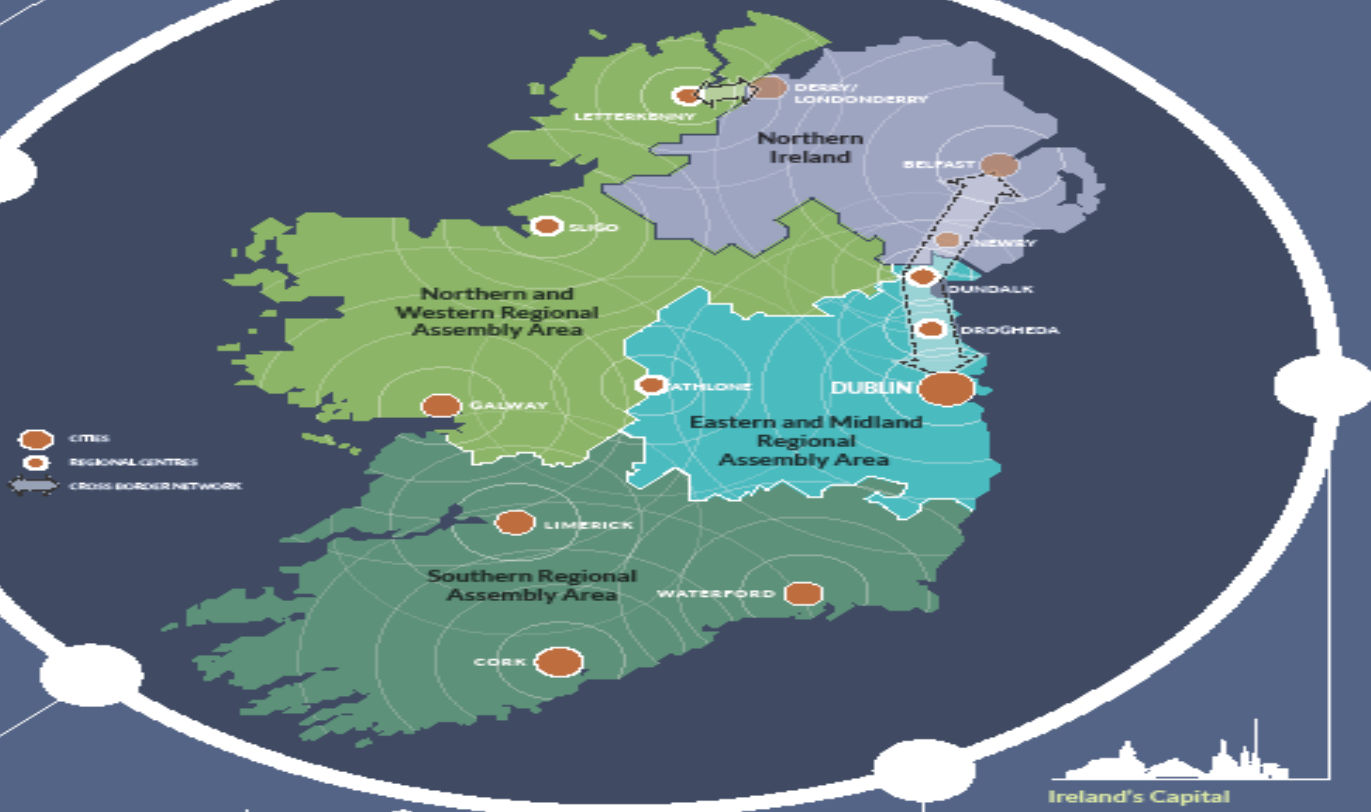 DERRY/
LONDONDERRY
LETTERKENNY
Northern
Ireland
BELFAST
SLIGO
NEWRY
DUNDALK
Northern and
Western Regional
Assembly Area
DROGHEDA
ATHLONE
DUBLIN
GALWAY
Eastern and Midland
Regional
Assembly Area
CITIES
REGIONAL CENTRES
CROSS BORDER NETWORK
LIMERICK
Southern Regional
Assembly Area
WATERFORD
CORK
Ireland's Capital